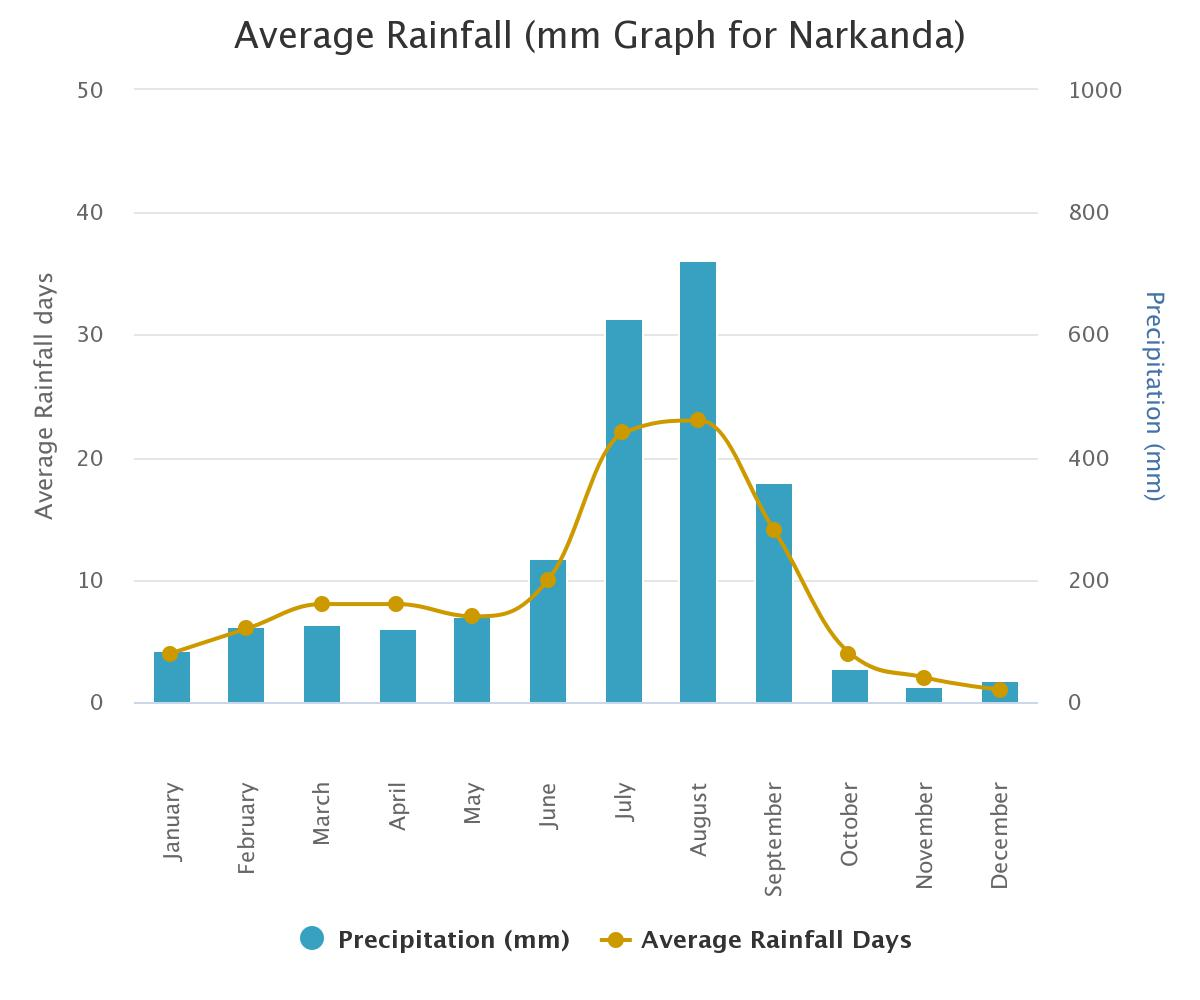 Average Rainfall (mm Graph for Narkanda)
50
40
30
20
10
0
Average Rainfall days
1000
800
600
400
200
0
Precipitation (mm)
January
February
March
April
May
June
July
August
September
October
November
December
Precipitation (mm)
Average Rainfall Days